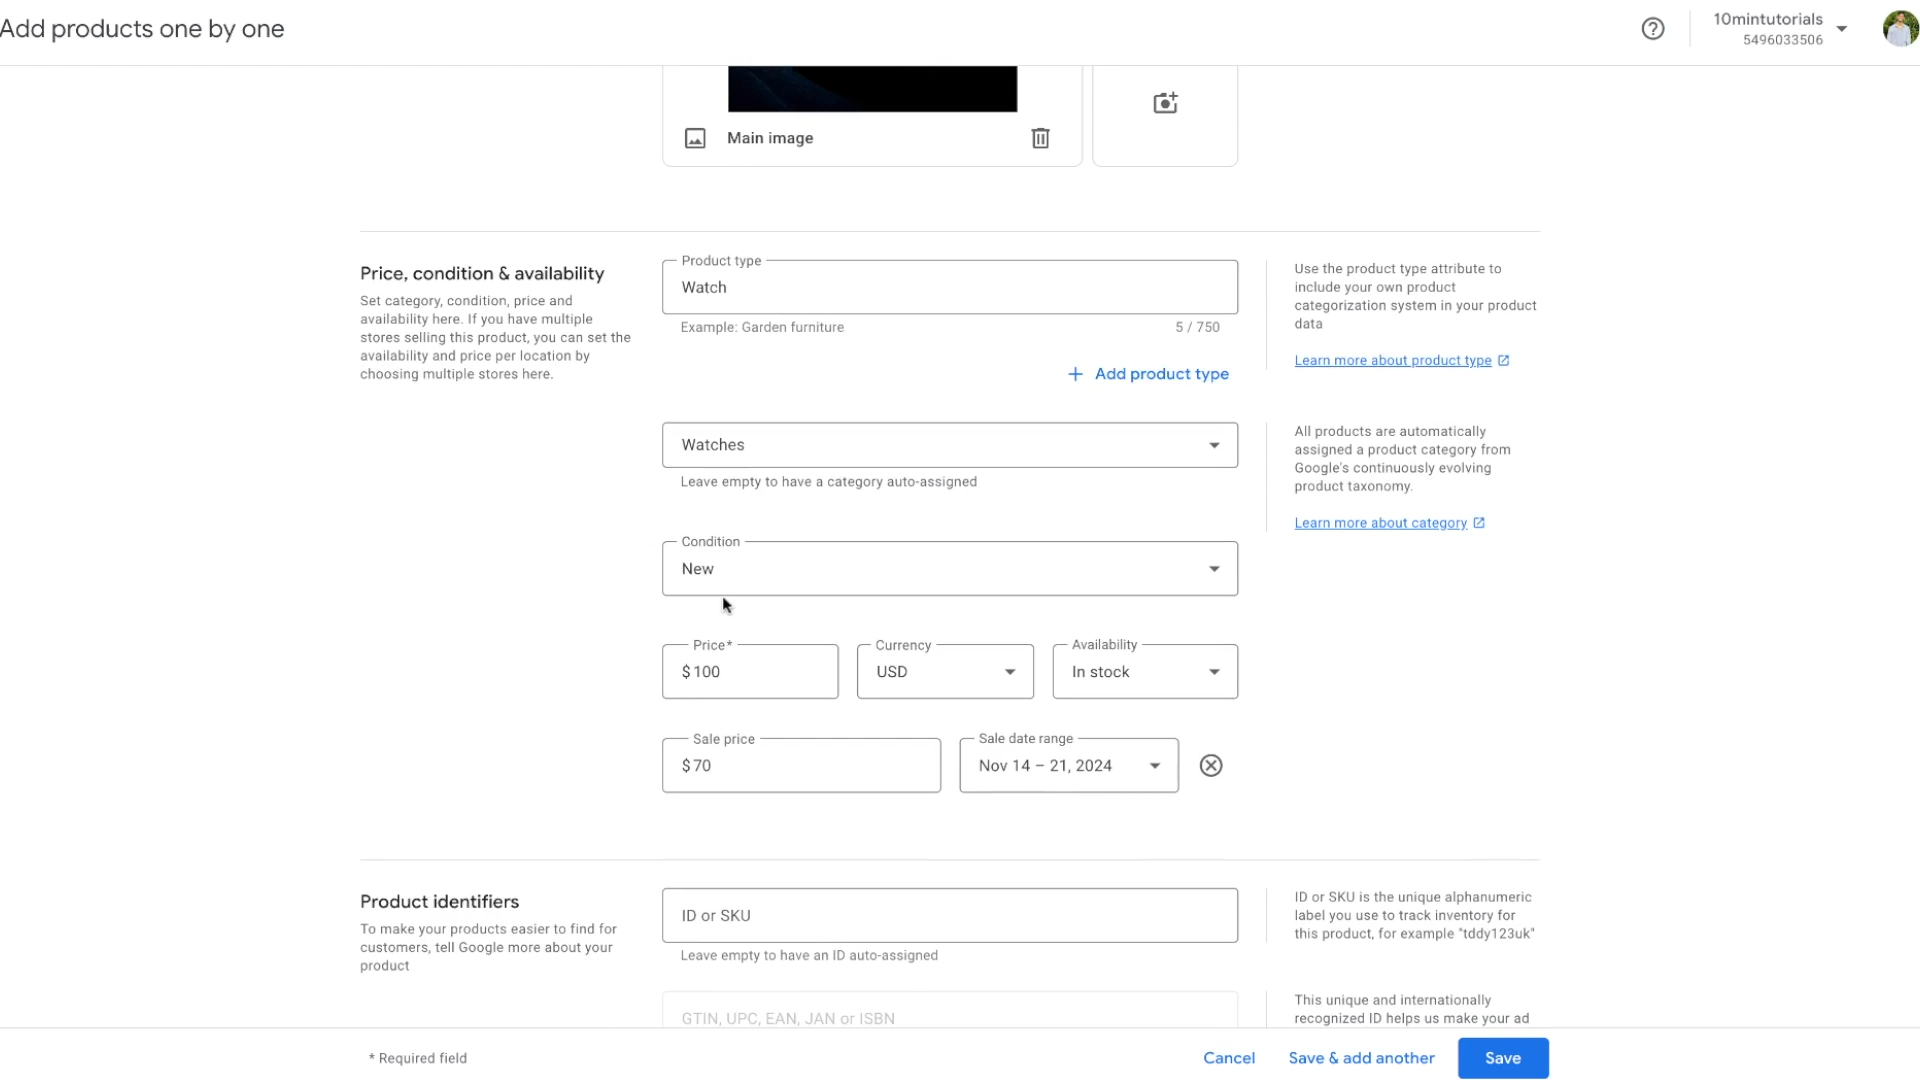 Add products one by one
10mintutorials
5496033506
Main image
Price, condition & availability
Set category, condition, price and
availability here. If you have multiple
stores selling this product, you can set the
availability and price per location by
choosing multiple stores here.
Product type
Watch
Example: Garden furniture
5 / 750
Add product type
Use the product type attribute to
include your own product
categorization system in your product
data
Learn more about product type
Watches
Leave empty to have a category auto-assigned
All products are automatically
assigned a product category from
Google's continuously evolving
product taxonomy.
Learn more about category
Condition
New
Price*
$ 100
Currency
USD
Availability
In stock
Sale price
$ 70
Sale date range
Nov 14 – 21, 2024
Product identifiers
To make your products easier to find for
customers, tell Google more about your
product
ID or SKU
Leave empty to have an ID auto-assigned
ID or SKU is the unique alphanumeric
label you use to track inventory for
this product, for example "tddy123uk"
GTIN, UPC, EAN, JAN or ISBN
This unique and internationally
recognized ID helps us make your ad
* Required field
Cancel
Save & add another
Save